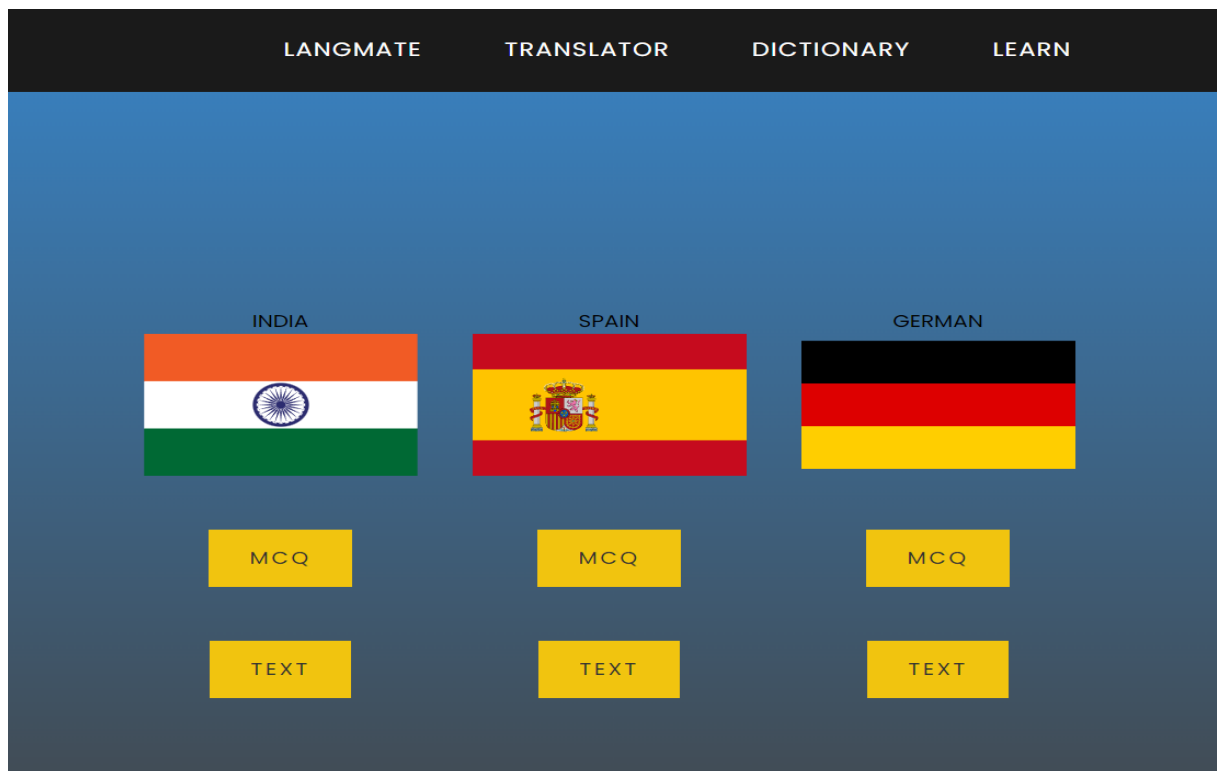 LANGMATE TRANSLATOR DICTIONARY LEARN
INDIA SPAIN GERMAN
MCQ MCQ MCQ
TEXT TEXT TEXT